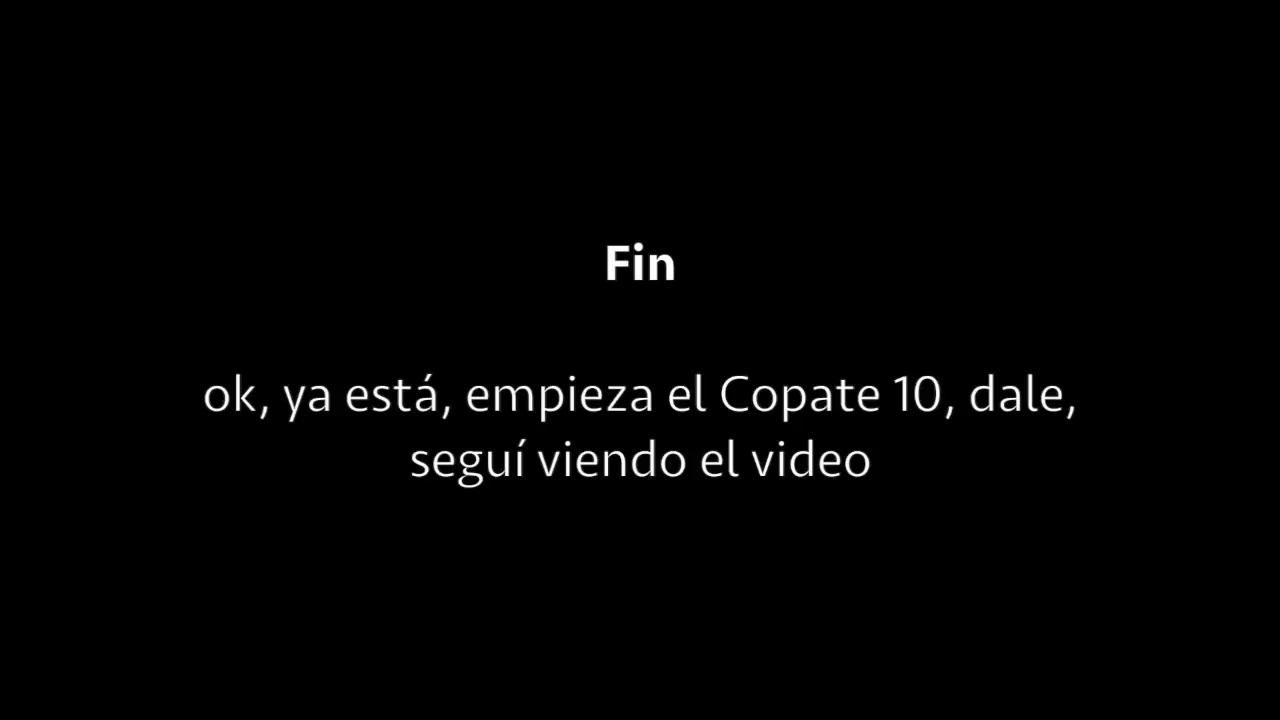 Fin
ok, ya está, empieza el Copate 10, dale,
seguí viendo el video